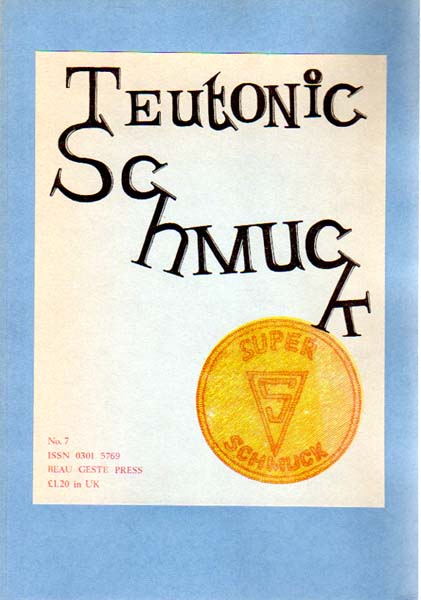 TEUTONIC
SCHMUCK
SUPER
S
SCHMUCK
No. 7
ISSN 0301 5769
BEAU GESTE PRESS
£1.20 in UK